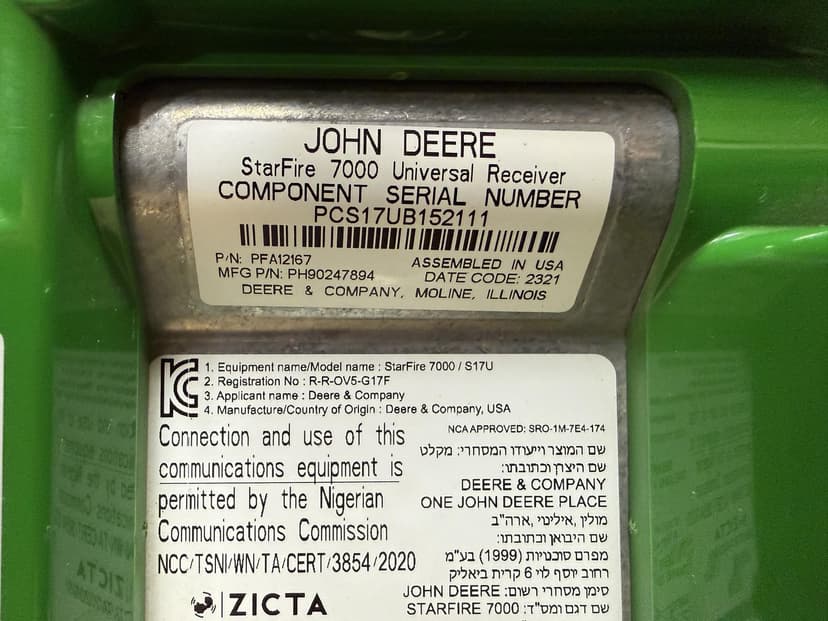 JOHN DEERE
StarFire 7000 Universal Receiver
COMPONENT SERIAL NUMBER
PCS17UB152111
P/N: PFA12167
ASSEMBLED IN USA
MFG P/N: PH90247894
DATE CODE: 2321
DEERE & COMPANY, MOLINE, ILLINOIS
1. Equipment name/Model name : StarFire 7000 / S17U
2. Registration No : R-R-OV5-G17F
3. Applicant name : Deere & Company
4. Manufacture/Country of Origin : Deere & Company, USA
Connection and use of this
communications equipment is
permitted by the Nigerian
Communications Commission
NCC/TSNI/WN/TA/CERT/3854/2020
ZICTA
NCA APPROVED: SRO-1M-7E4-174
שם המוצר וייעודו המסחרי: מקלט
שם היצרן וכתובתו:
DEERE & COMPANY
ONE JOHN DEERE PLACE
מולין, אילינוי, ארה"ב
שם היבואן וכתובתו:
מפרם סוכנויות (1999) בע"מ
רחוב יוסף לוי 6 קרית ביאליק
סימן מסחרי רשום: JOHN DEERE
שם דגם ומס"ד: STARFIRE 7000